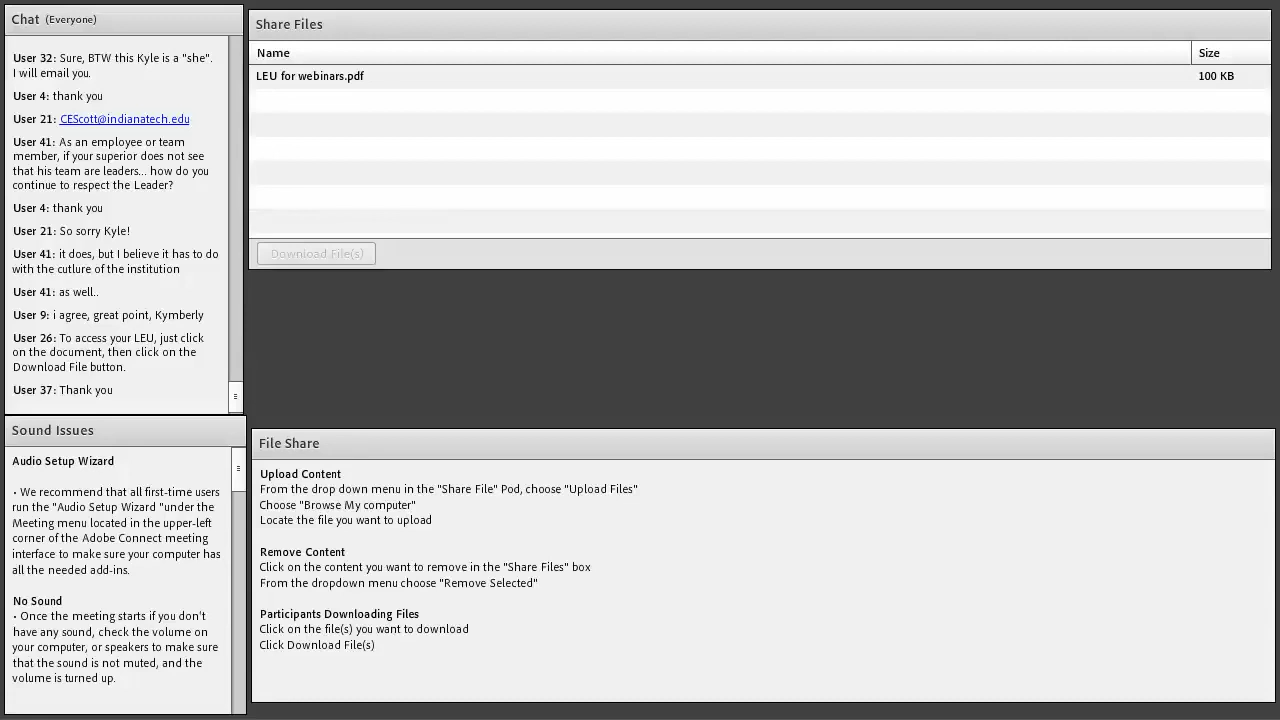 Chat (Everyone)
User 32: Sure, BTW this Kyle is a "she".
I will email you.
User 4: thank you
User 21: CEScott@indianatech.edu
User 41: As an employee or team
member, if your superior does not see
that his team are leaders... how do you
continue to respect the Leader?
User 4: thank you
User 21: So sorry Kyle!
User 41: it does, but I believe it has to do
with the cutlure of the institution
User 41: as well..
User 9: i agree, great point, Kymberly
User 26: To access your LEU, just click
on the document, then click on the
Download File button.
User 37: Thank you
Sound Issues
Audio Setup Wizard
• We recommend that all first-time users
run the "Audio Setup Wizard "under the
Meeting menu located in the upper-left
corner of the Adobe Connect meeting
interface to make sure your computer has
all the needed add-ins.
No Sound
• Once the meeting starts if you don't
have any sound, check the volume on
your computer, or speakers to make sure
that the sound is not muted, and the
volume is turned up.
Share Files
Name Size
LEU for webinars.pdf 100 KB
Download File(s)
File Share
Upload Content
From the drop down menu in the "Share File" Pod, choose "Upload Files"
Choose "Browse My computer"
Locate the file you want to upload
Remove Content
Click on the content you want to remove in the "Share Files" box
From the dropdown menu choose "Remove Selected"
Participants Downloading Files
Click on the file(s) you want to download
Click Download File(s)